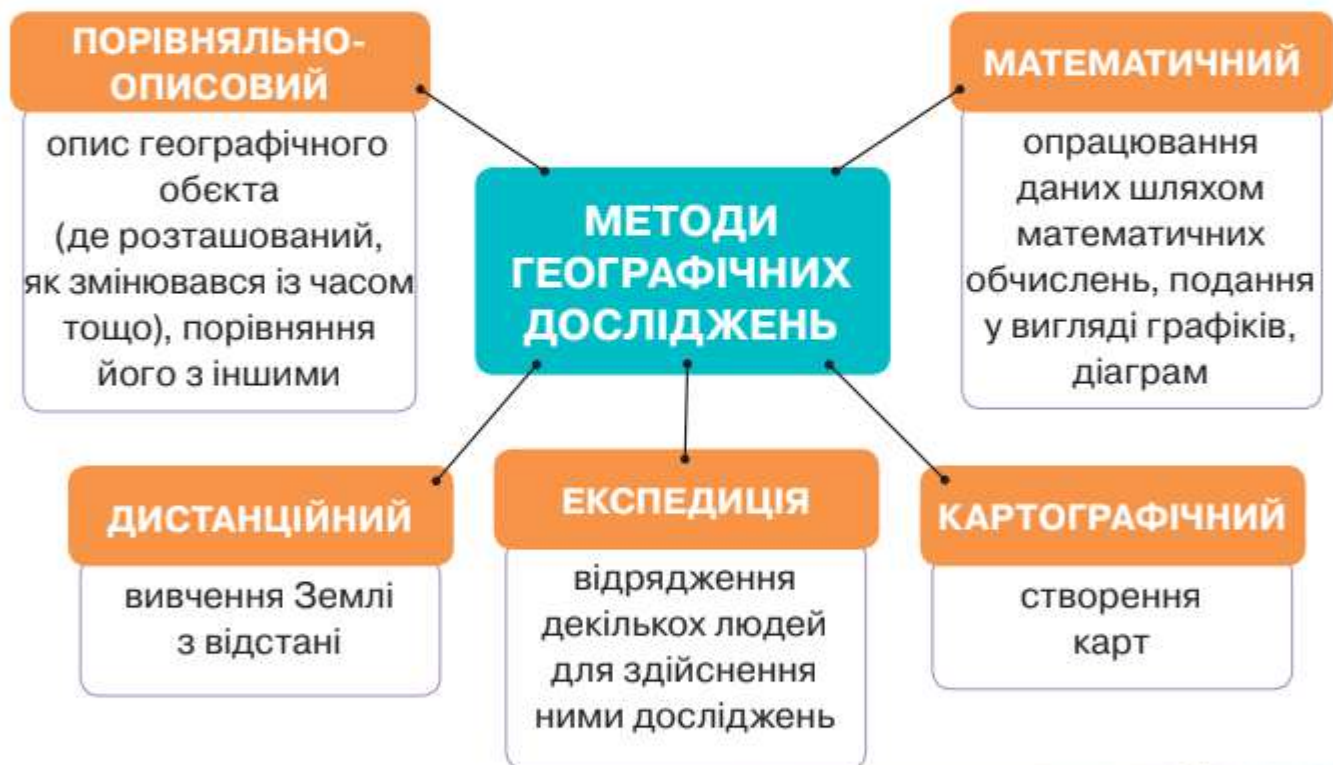 ПОРІВНЯЛЬНО-
ОПИСОВИЙ
опис географічного
обєкта
(де розташований,
як змінювався із часом
тощо), порівняння
його з іншими
МЕТОДИ
ГЕОГРАФІЧНИХ
ДОСЛІДЖЕНЬ
МАТЕМАТИЧНИЙ
опрацювання
даних шляхом
математичних
обчислень, подання
у вигляді графіків,
діаграм
ДИСТАНЦІЙНИЙ
вивчення Землі
з відстані
ЕКСПЕДИЦІЯ
відрядження
декількох людей
для здійснення
ними досліджень
КАРТОГРАФІЧНИЙ
створення
карт